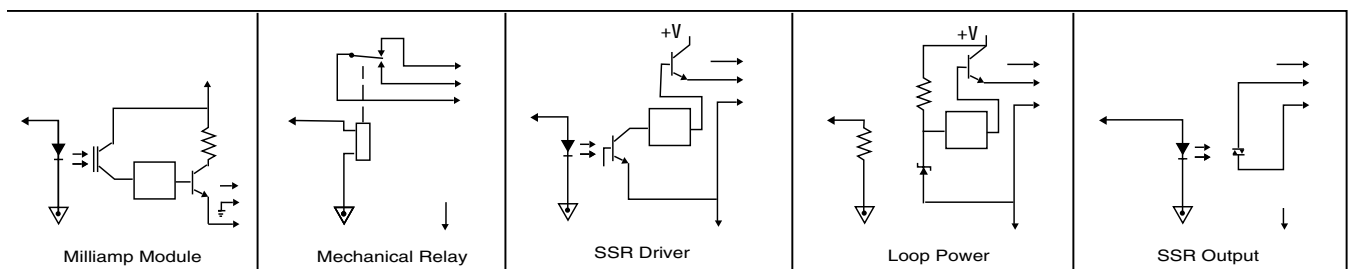 +V
+V
Milliamp Module
Mechanical Relay
SSR Driver
Loop Power
SSR Output